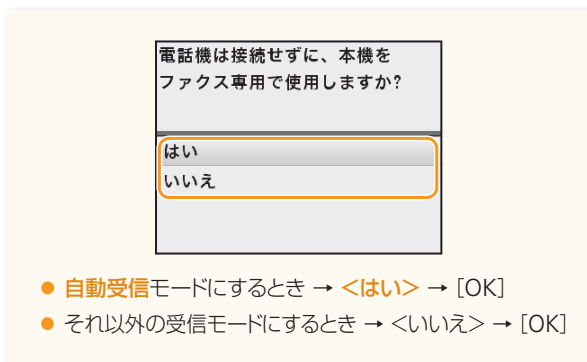 電話機は接続せずに、本機を
ファクス専用で使用しますか?
はい
いいえ
● 自動受信モードにするとき → <はい> → [OK]
● それ以外の受信モードにするとき → <いいえ> → [OK]